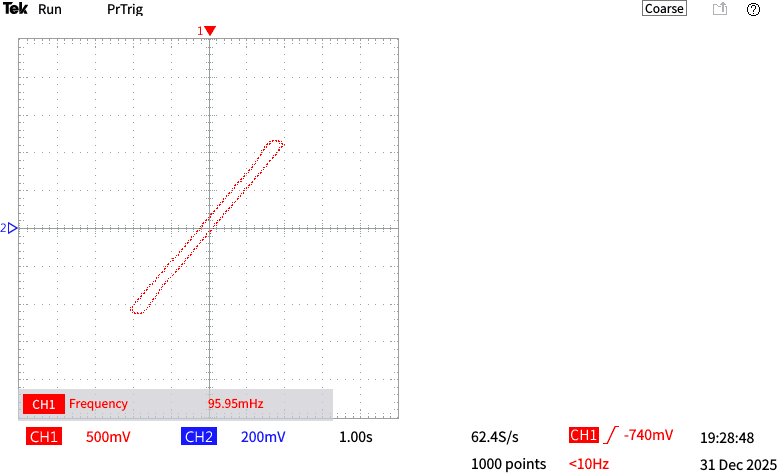 Tek Run PrTrig Coarse
1
2
CH1 Frequency 95.95mHz
CH1 500mV CH2 200mV 1.00s 62.4S/s CH1 -740mV 19:28:48
1000 points <10Hz 31 Dec 2025